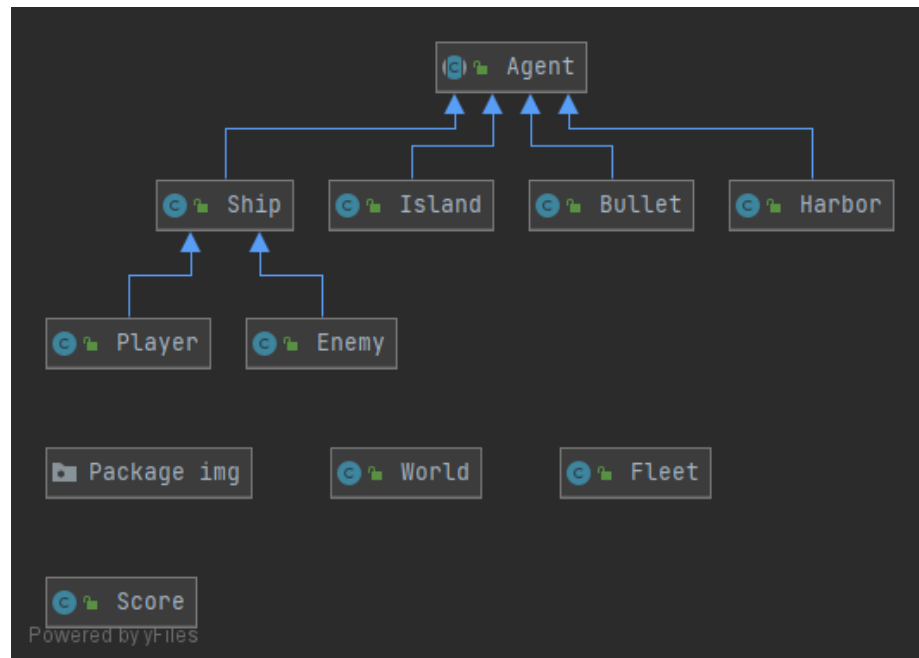 Agent
Ship Island Bullet Harbor
Player Enemy
Package img World Fleet
Score
Powered by yFiles